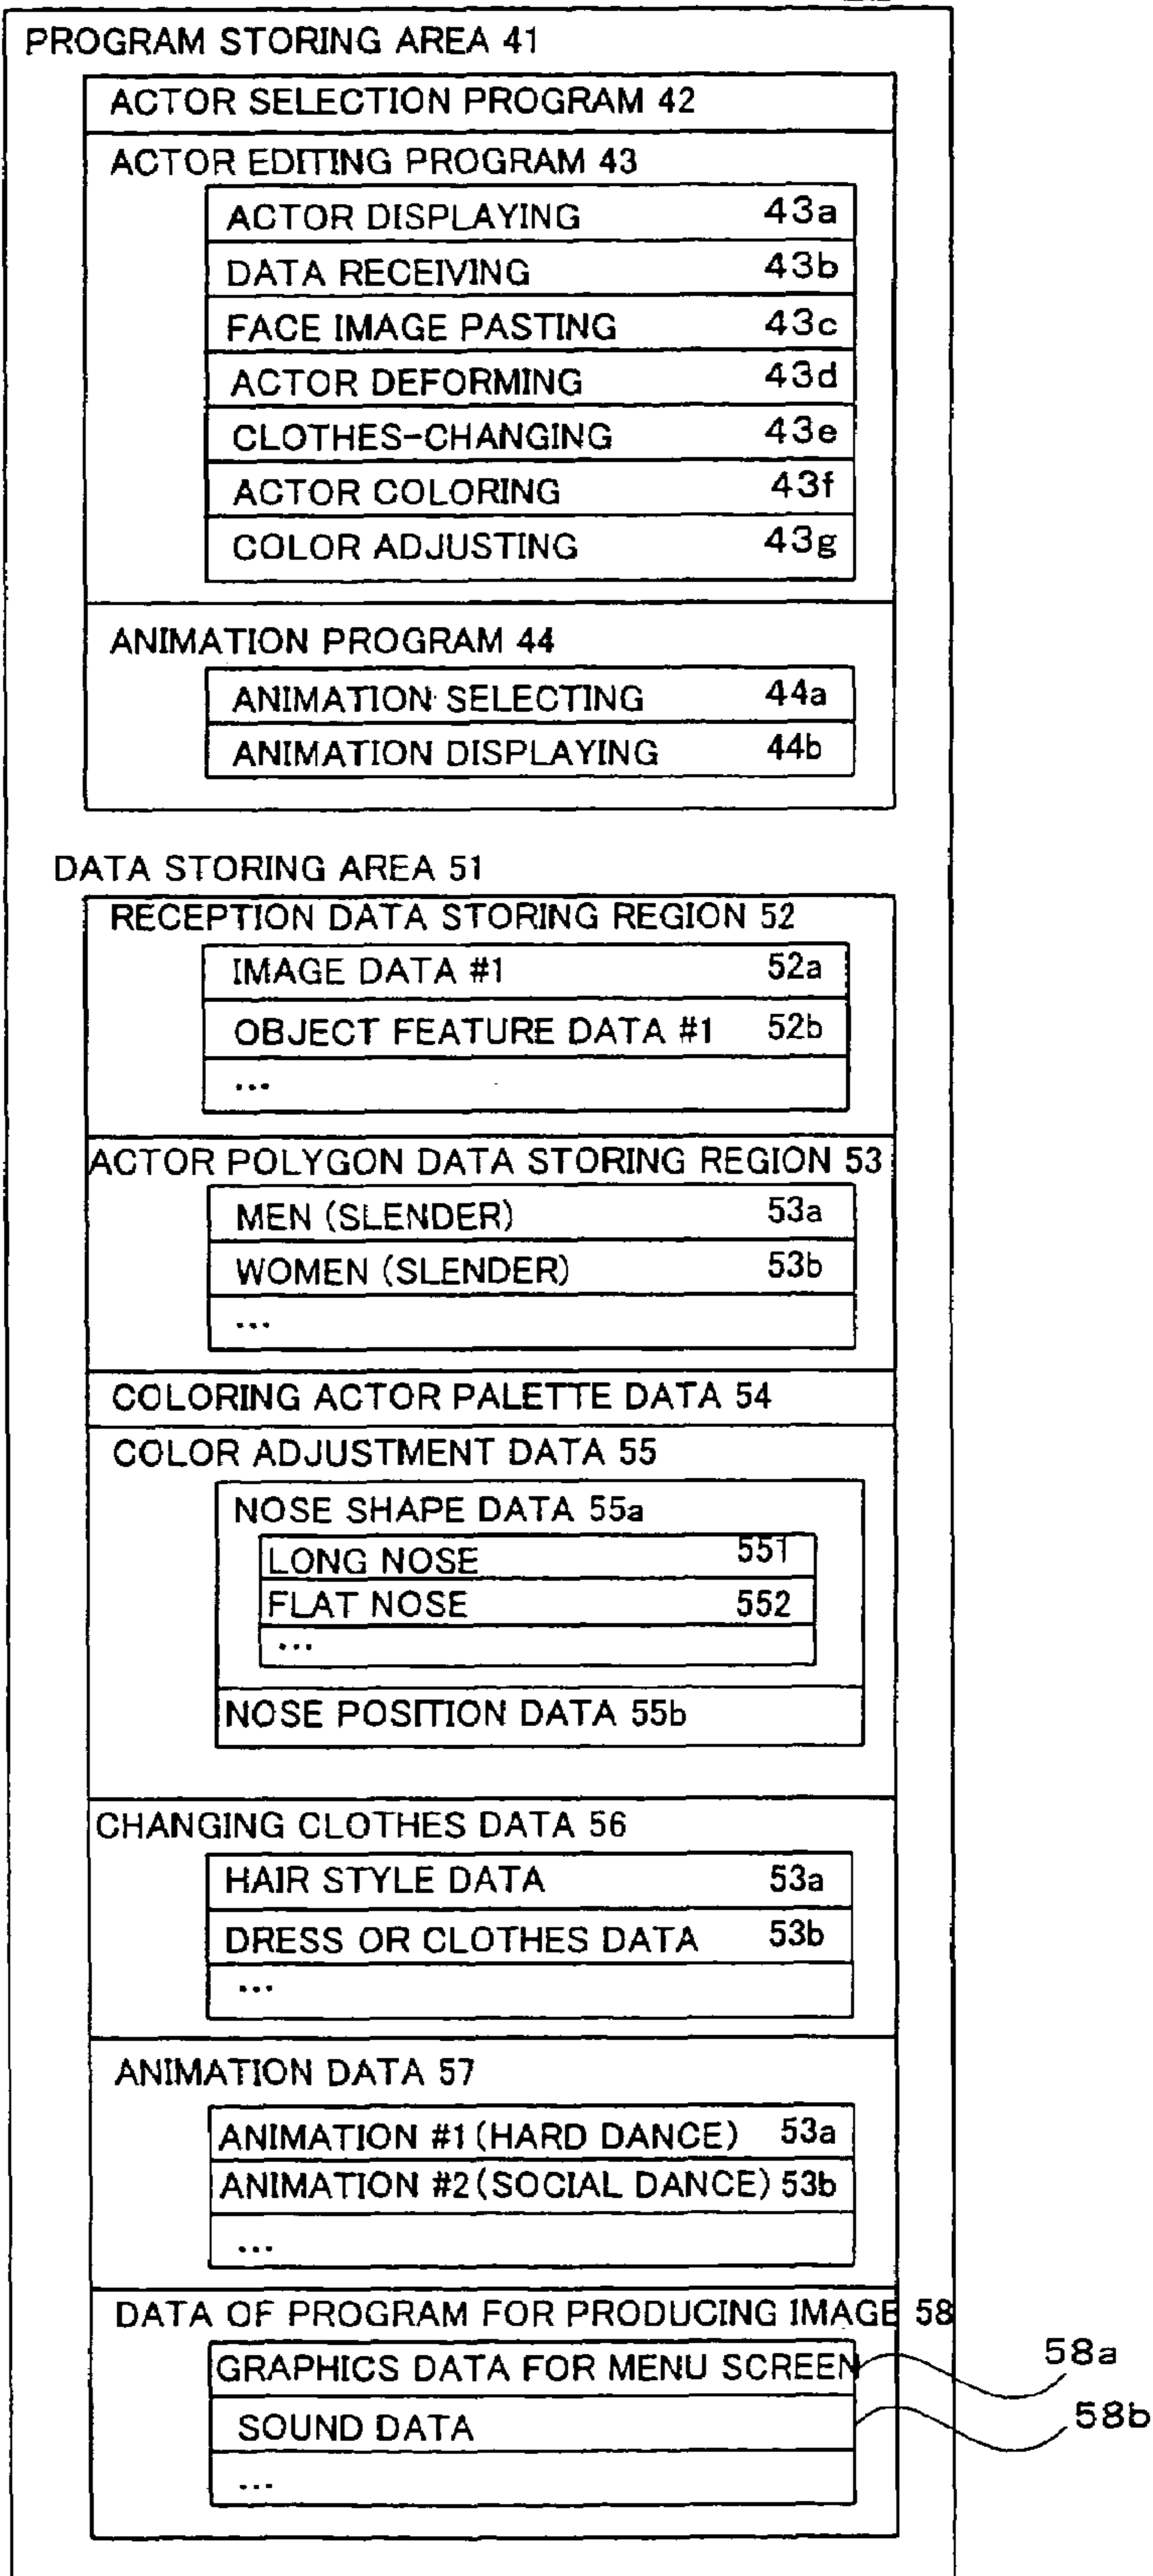 PROGRAM STORING AREA 41
ACTOR SELECTION PROGRAM 42
ACTOR EDITING PROGRAM 43
ACTOR DISPLAYING 43a
DATA RECEIVING 43b
FACE IMAGE PASTING 43c
ACTOR DEFORMING 43d
CLOTHES-CHANGING 43e
ACTOR COLORING 43f
COLOR ADJUSTING 43g
ANIMATION PROGRAM 44
ANIMATION SELECTING 44a
ANIMATION DISPLAYING 44b
DATA STORING AREA 51
RECEPTION DATA STORING REGION 52
IMAGE DATA #1 52a
OBJECT FEATURE DATA #1 52b
...
ACTOR POLYGON DATA STORING REGION 53
MEN (SLENDER) 53a
WOMEN (SLENDER) 53b
...
COLORING ACTOR PALETTE DATA 54
COLOR ADJUSTMENT DATA 55
NOSE SHAPE DATA 55a
LONG NOSE 551
FLAT NOSE 552
...
NOSE POSITION DATA 55b
CHANGING CLOTHES DATA 56
HAIR STYLE DATA 53a
DRESS OR CLOTHES DATA 53b
...
ANIMATION DATA 57
ANIMATION #1 (HARD DANCE) 53a
ANIMATION #2 (SOCIAL DANCE) 53b
...
DATA OF PROGRAM FOR PRODUCING IMAGE 58
GRAPHICS DATA FOR MENU SCREEN 58a
SOUND DATA 58b
...